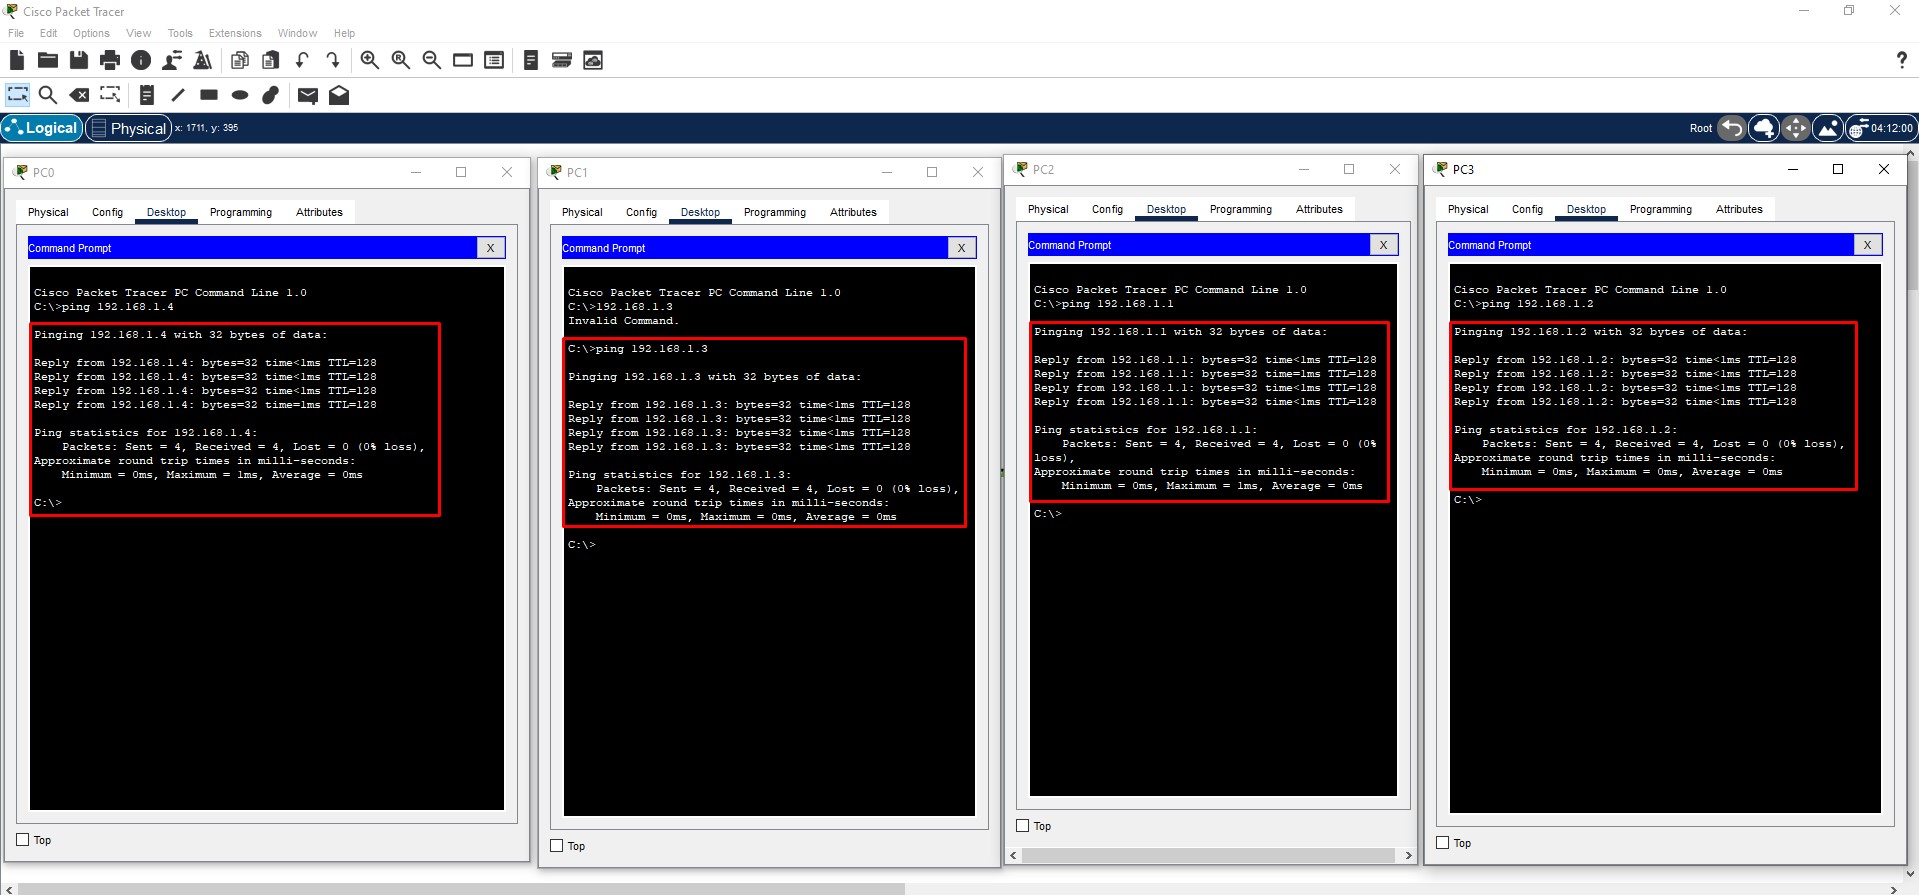 Cisco Packet Tracer
File Edit Options View Tools Extensions Window Help
Logical Physical x: 1711, y: 395 Root 04:12:00
PC0
Physical Config Desktop Programming Attributes
Command Prompt X
Cisco Packet Tracer PC Command Line 1.0
C:\>ping 192.168.1.4
Pinging 192.168.1.4 with 32 bytes of data:
Reply from 192.168.1.4: bytes=32 time<1ms TTL=128
Reply from 192.168.1.4: bytes=32 time<1ms TTL=128
Reply from 192.168.1.4: bytes=32 time<1ms TTL=128
Reply from 192.168.1.4: bytes=32 time=1ms TTL=128
Ping statistics for 192.168.1.4:
Packets: Sent = 4, Received = 4, Lost = 0 (0% loss),
Approximate round trip times in milli-seconds:
Minimum = 0ms, Maximum = 1ms, Average = 0ms
C:\>
Top
PC1
Physical Config Desktop Programming Attributes
Command Prompt X
Cisco Packet Tracer PC Command Line 1.0
C:\>192.168.1.3
Invalid Command.
C:\>ping 192.168.1.3
Pinging 192.168.1.3 with 32 bytes of data:
Reply from 192.168.1.3: bytes=32 time<1ms TTL=128
Reply from 192.168.1.3: bytes=32 time<1ms TTL=128
Reply from 192.168.1.3: bytes=32 time<1ms TTL=128
Reply from 192.168.1.3: bytes=32 time<1ms TTL=128
Ping statistics for 192.168.1.3:
Packets: Sent = 4, Received = 4, Lost = 0 (0% loss),
Approximate round trip times in milli-seconds:
Minimum = 0ms, Maximum = 0ms, Average = 0ms
C:\>
Top
PC2
Physical Config Desktop Programming Attributes
Command Prompt X
Cisco Packet Tracer PC Command Line 1.0
C:\>ping 192.168.1.1
Pinging 192.168.1.1 with 32 bytes of data:
Reply from 192.168.1.1: bytes=32 time<1ms TTL=128
Reply from 192.168.1.1: bytes=32 time=1ms TTL=128
Reply from 192.168.1.1: bytes=32 time<1ms TTL=128
Reply from 192.168.1.1: bytes=32 time<1ms TTL=128
Ping statistics for 192.168.1.1:
Packets: Sent = 4, Received = 4, Lost = 0 (0%
loss),
Approximate round trip times in milli-seconds:
Minimum = 0ms, Maximum = 1ms, Average = 0ms
C:\>
Top
PC3
Physical Config Desktop Programming Attributes
Command Prompt X
Cisco Packet Tracer PC Command Line 1.0
C:\>ping 192.168.1.2
Pinging 192.168.1.2 with 32 bytes of data:
Reply from 192.168.1.2: bytes=32 time<1ms TTL=128
Reply from 192.168.1.2: bytes=32 time<1ms TTL=128
Reply from 192.168.1.2: bytes=32 time<1ms TTL=128
Reply from 192.168.1.2: bytes=32 time<1ms TTL=128
Ping statistics for 192.168.1.2:
Packets: Sent = 4, Received = 4, Lost = 0 (0% loss),
Approximate round trip times in milli-seconds:
Minimum = 0ms, Maximum = 0ms, Average = 0ms
C:\>
Top